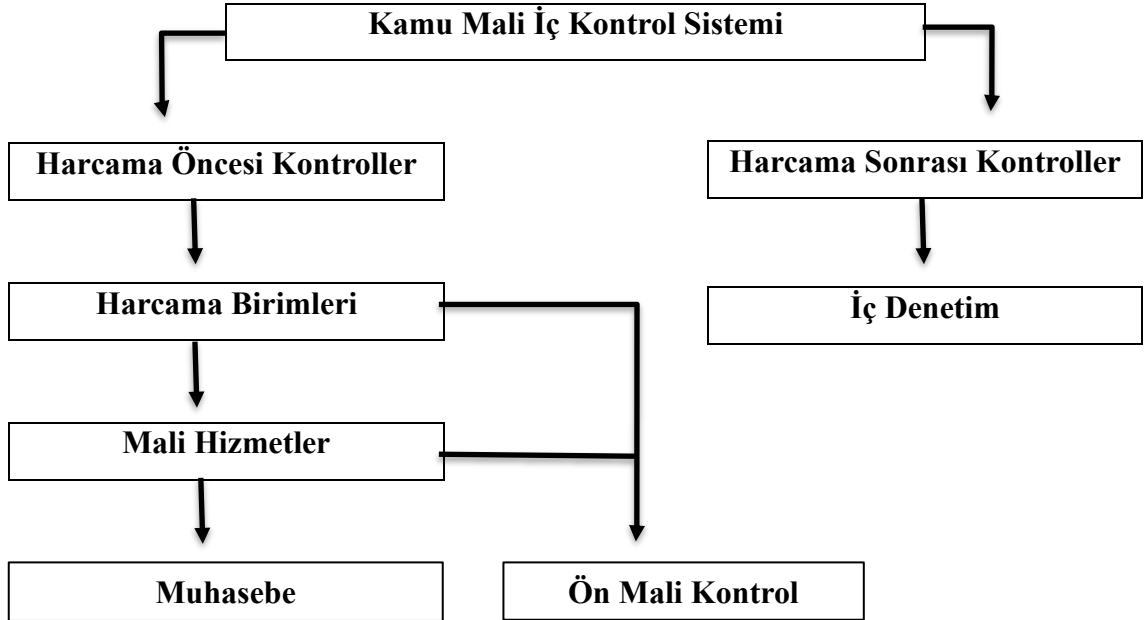 Kamu Mali İç Kontrol Sistemi
Harcama Öncesi Kontroller
Harcama Sonrası Kontroller
Harcama Birimleri
İç Denetim
Mali Hizmetler
Muhasebe
Ön Mali Kontrol